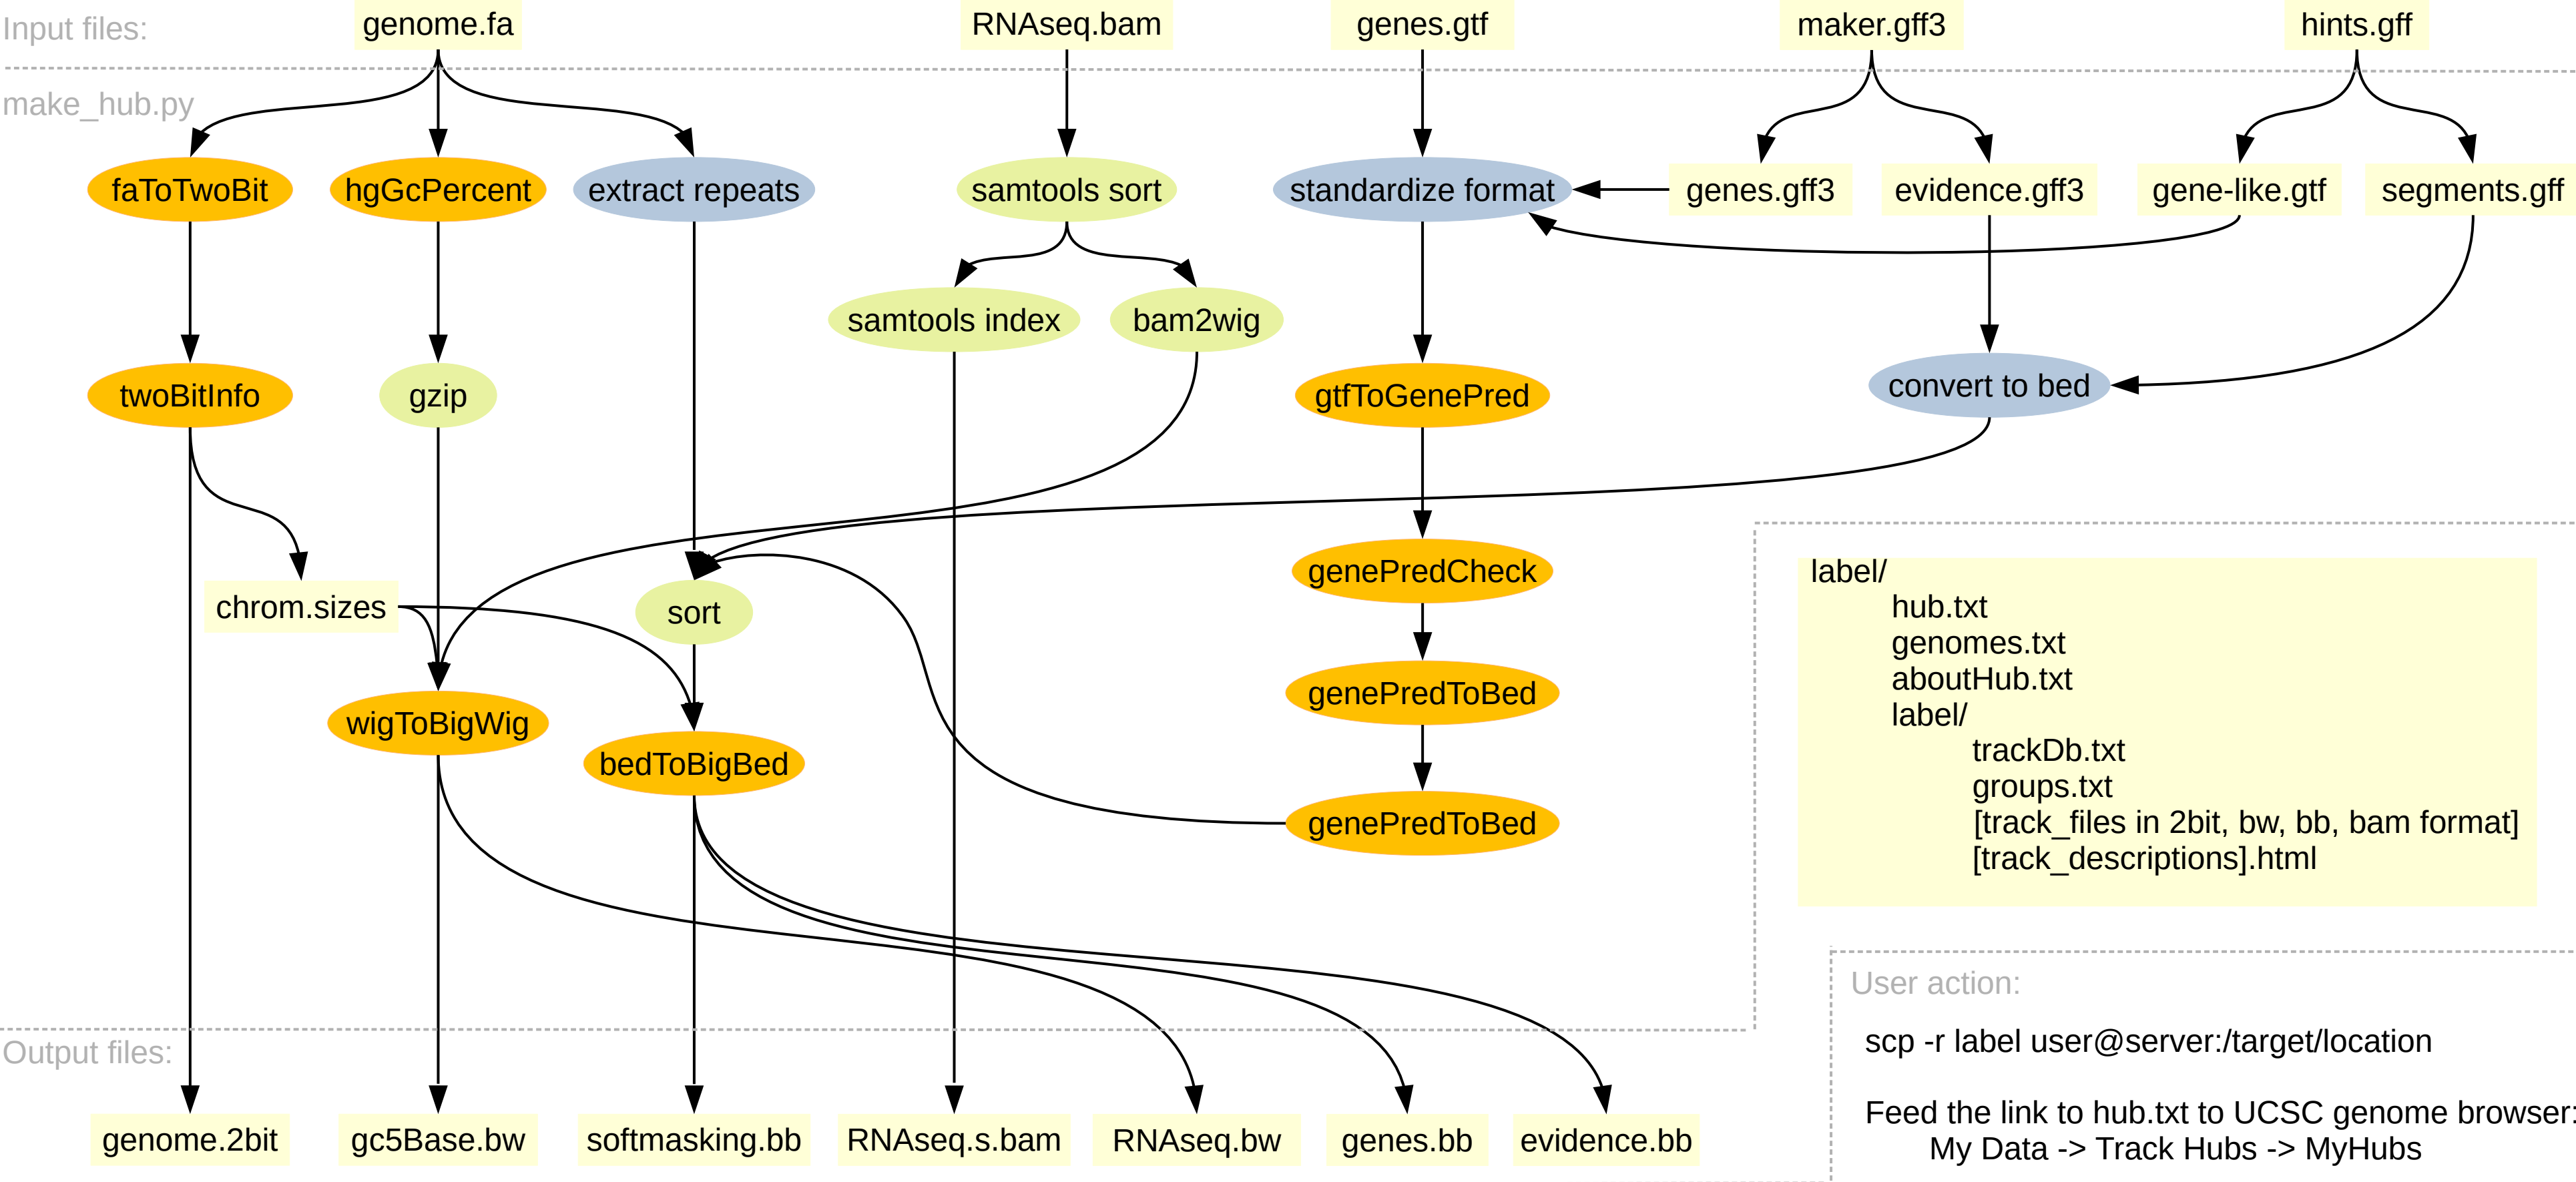 Input files:
genome.fa
RNAseq.bam
genes.gtf
maker.gff3
hints.gff
make_hub.py
faToTwoBit
hgGcPercent
extract repeats
samtools sort
standardize format
genes.gff3
evidence.gff3
gene-like.gtf
segments.gff
samtools index
bam2wig
twoBitInfo
gzip
gtfToGenePred
convert to bed
chrom.sizes
sort
genePredCheck
wigToBigWig
bedToBigBed
genePredToBed
genePredToBed
label/
hub.txt
genomes.txt
aboutHub.txt
label/
trackDb.txt
groups.txt
[track_files in 2bit, bw, bb, bam format]
[track_descriptions].html
User action:
scp -r label user@server:/target/location
Feed the link to hub.txt to UCSC genome browser:
My Data -> Track Hubs -> MyHubs
Output files:
genome.2bit
gc5Base.bw
softmasking.bb
RNAseq.s.bam
RNAseq.bw
genes.bb
evidence.bb